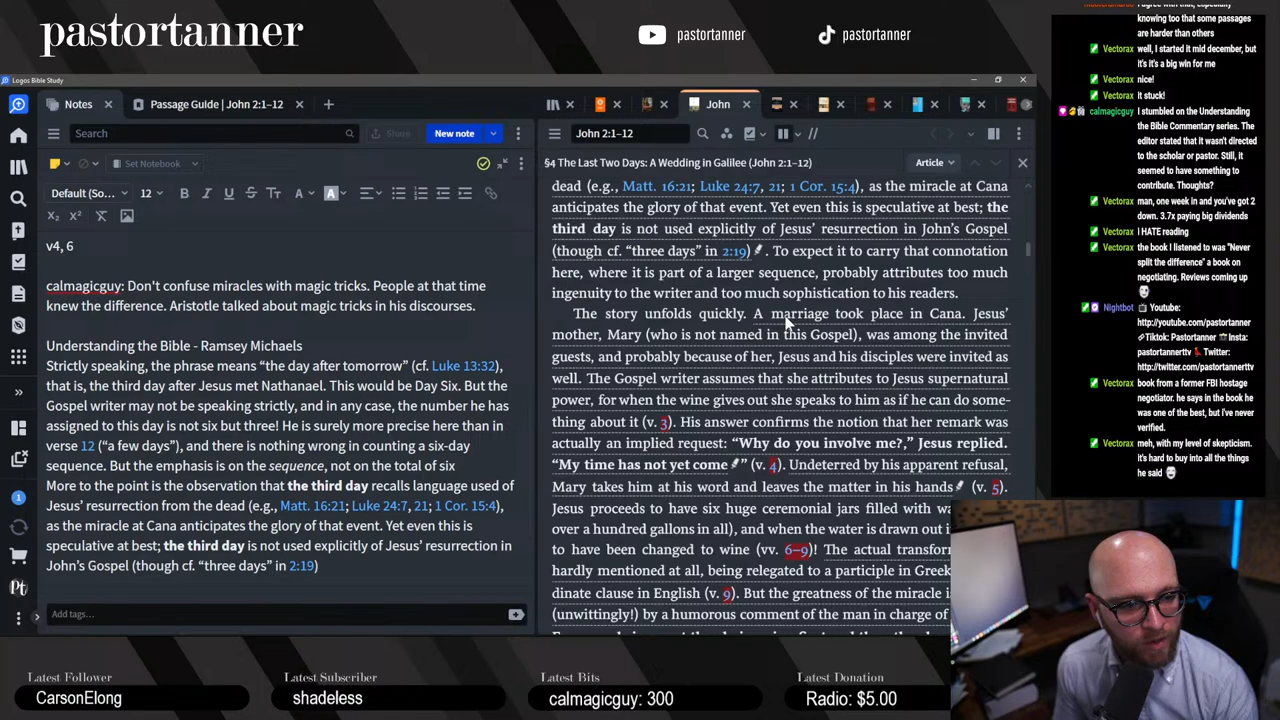 pastortanner
pastortanner
pastortanner
Logos Bible Study
Notes
Passage Guide | John 2:1–12
John
Search
Share
New note
John 2:1–12
Set Notebook
§4 The Last Two Days: A Wedding in Galilee (John 2:1–12)
Article
Default (So...
12
v4, 6
calmagicguy: Don't confuse miracles with magic tricks. People at that time
knew the difference. Aristotle talked about magic tricks in his discourses.
Understanding the Bible - Ramsey Michaels
Strictly speaking, the phrase means “the day after tomorrow” (cf. Luke 13:32),
that is, the third day after Jesus met Nathanael. This would be Day Six. But the
Gospel writer may not be speaking strictly, and in any case, the number he has
assigned to this day is not six but three! He is surely more precise here than in
verse 12 (“a few days”), and there is nothing wrong in counting a six-day
sequence. But the emphasis is on the sequence, not on the total of six
More to the point is the observation that the third day recalls language used of
Jesus’ resurrection from the dead (e.g., Matt. 16:21; Luke 24:7, 21; 1 Cor. 15:4),
as the miracle at Cana anticipates the glory of that event. Yet even this is
speculative at best; the third day is not used explicitly of Jesus’ resurrection in
John’s Gospel (though cf. “three days” in 2:19)
Add tags...
dead (e.g., Matt. 16:21; Luke 24:7, 21; 1 Cor. 15:4), as the miracle at Cana
anticipates the glory of that event. Yet even this is speculative at best; the
third day is not used explicitly of Jesus’ resurrection in John’s Gospel
(though cf. “three days” in 2:19). To expect it to carry that connotation
here, where it is part of a larger sequence, probably attributes too much
ingenuity to the writer and too much sophistication to his readers.
The story unfolds quickly. A marriage took place in Cana. Jesus’
mother, Mary (who is not named in this Gospel), was among the invited
guests, and probably because of her, Jesus and his disciples were invited as
well. The Gospel writer assumes that she attributes to Jesus supernatural
power, for when the wine gives out she speaks to him as if he can do some-
thing about it (v. 3). His answer confirms the notion that her remark was
actually an implied request: “Why do you involve me?,” Jesus replied.
“My time has not yet come” (v. 4). Undeterred by his apparent refusal,
Mary takes him at his word and leaves the matter in his hands (v. 5).
Jesus proceeds to have six huge ceremonial jars filled with wa
over a hundred gallons in all), and when the water is drawn out i
to have been changed to wine (vv. 6–9)! The actual transfor
hardly mentioned at all, being relegated to a participle in Greek
dinate clause in English (v. 9). But the greatness of the miracle i
(unwittingly!) by a humorous comment of the man in charge of
knowing too that some passages
are harder than others
Vectorax well, I started it mid december, but
it's it's a big win for me
Vectorax nice!
Vectorax it stuck!
calmagicguy I stumbled on the Understanding
the Bible Commentary series. The
editor stated that it wasn't directed
to the scholar or pastor. Still, it
seemed to have something to
contribute. Thoughts?
Vectorax man, one week in and you've got 2
down. 3.7x paying big dividends
Vectorax I HATE reading
Vectorax the book I listened to was "Never
split the difference" a book on
negotiating. Reviews coming up
Nightbot Youtube:
http://youtube.com/pastortanner
Tiktok: Pastortanner Insta:
pastortannertv Twitter:
http://twitter.com/pastortannertv
Vectorax book from a former FBI hostage
negotiator. he says in the book he
was one of the best, but i've never
verified.
Vectorax meh, with my level of skepticism.
it's hard to buy into all the things
he said
Latest Follower
CarsonElong
Latest Subscriber
shadeless
Latest Bits
calmagicguy: 300
Latest Donation
Radio: $5.00